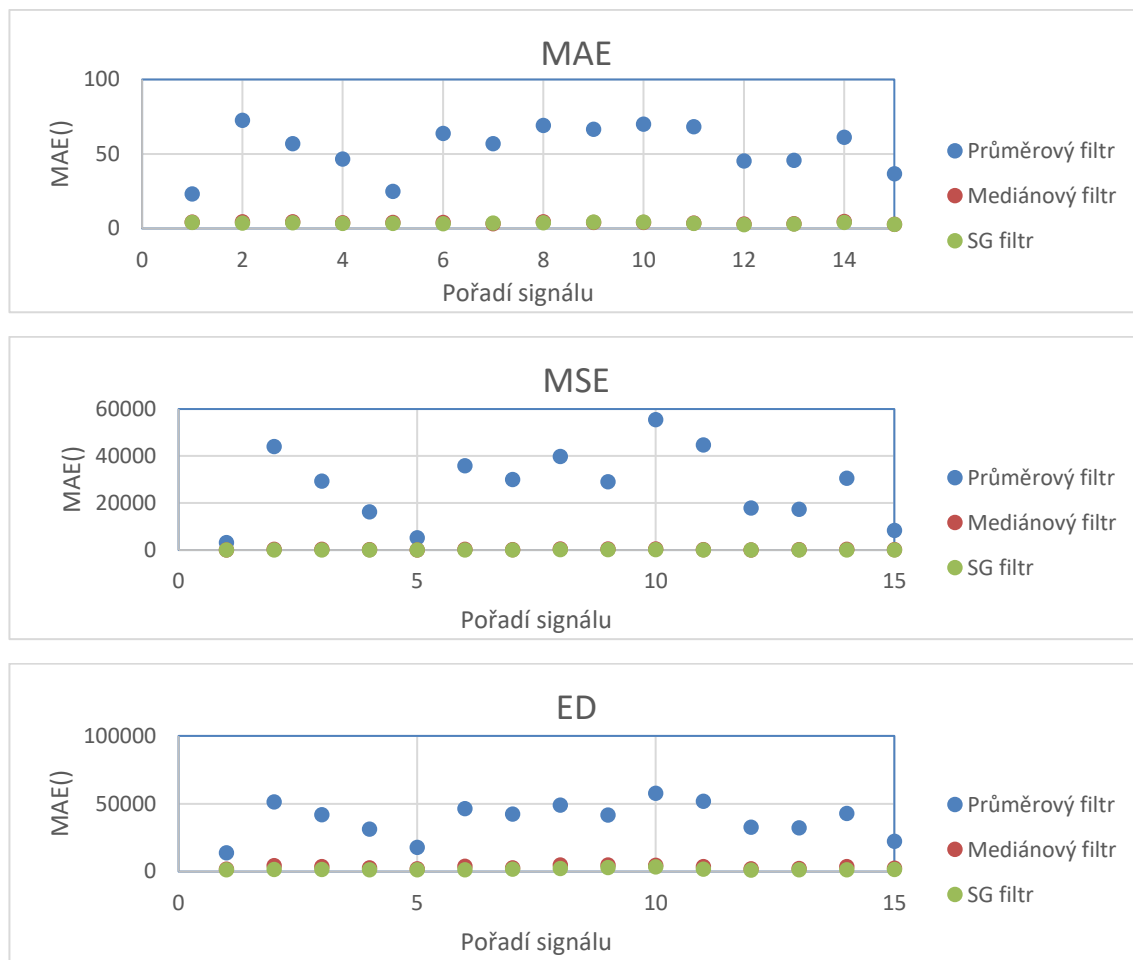 MAE
100
50
0
MAE()
0 2 4 6 8 10 12 14
Pořadí signálu
Průměrový filtr
Mediánový filtr
SG filtr
MSE
60000
40000
20000
0
MAE()
0 5 10 15
Pořadí signálu
Průměrový filtr
Mediánový filtr
SG filtr
ED
100000
50000
0
MAE()
0 5 10 15
Pořadí signálu
Průměrový filtr
Mediánový filtr
SG filtr